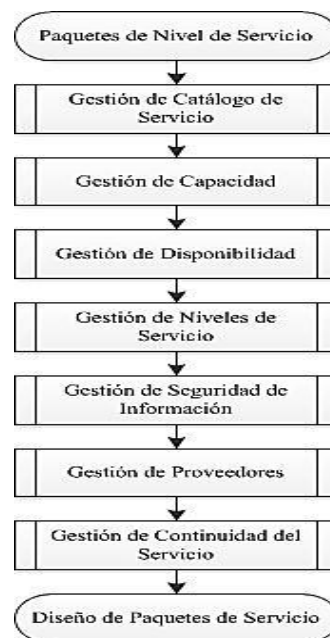 Paquetes de Nivel de Servicio
Gestión de Catálogo de
Servicio
Gestión de Capacidad
Gestión de Disponibilidad
Gestión de Niveles de
Servicio
Gestión de Seguridad de
Información
Gestión de Proveedores
Gestión de Continuidad del
Servicio
Diseño de Paquetes de Servicio